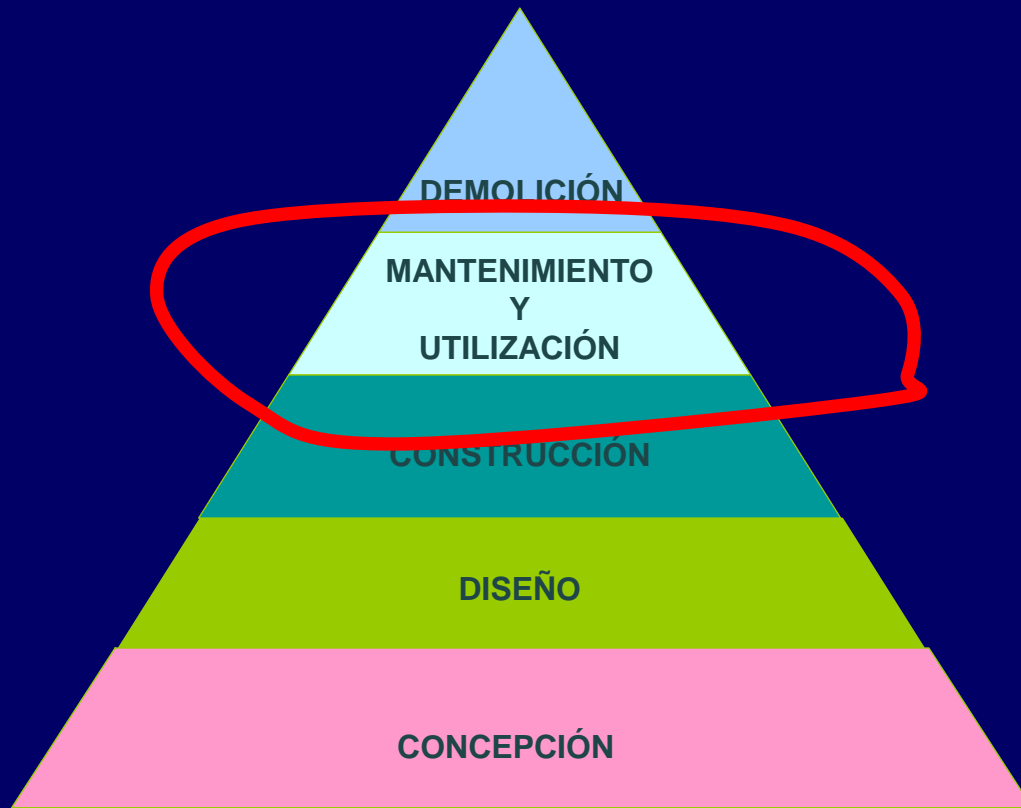 DEMOLICIÓN
MANTENIMIENTO
Y
UTILIZACIÓN
CONSTRUCCIÓN
DISEÑO
CONCEPCIÓN